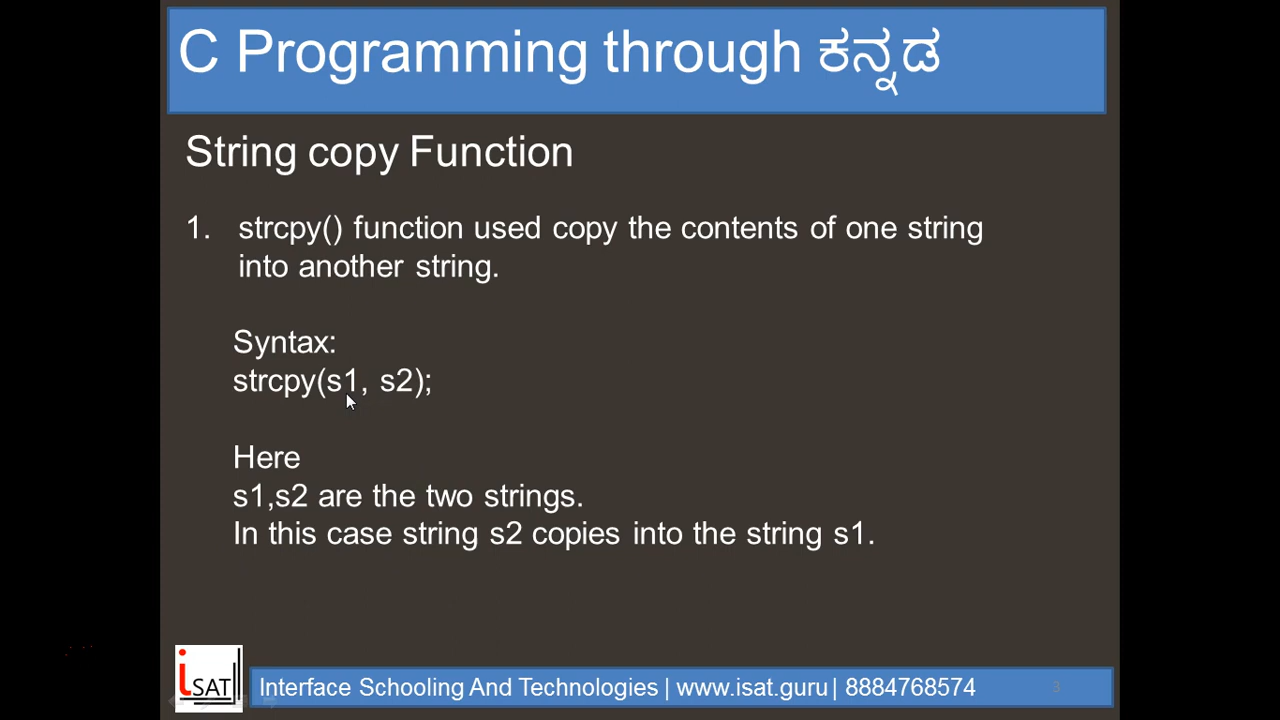 C Programming through ಕನ್ನಡ
String copy Function
1. strcpy() function used copy the contents of one string
into another string.
Syntax:
strcpy(s1, s2);
Here
s1,s2 are the two strings.
In this case string s2 copies into the string s1.
iSAT
Interface Schooling And Technologies | www.isat.guru | 8884768574
3